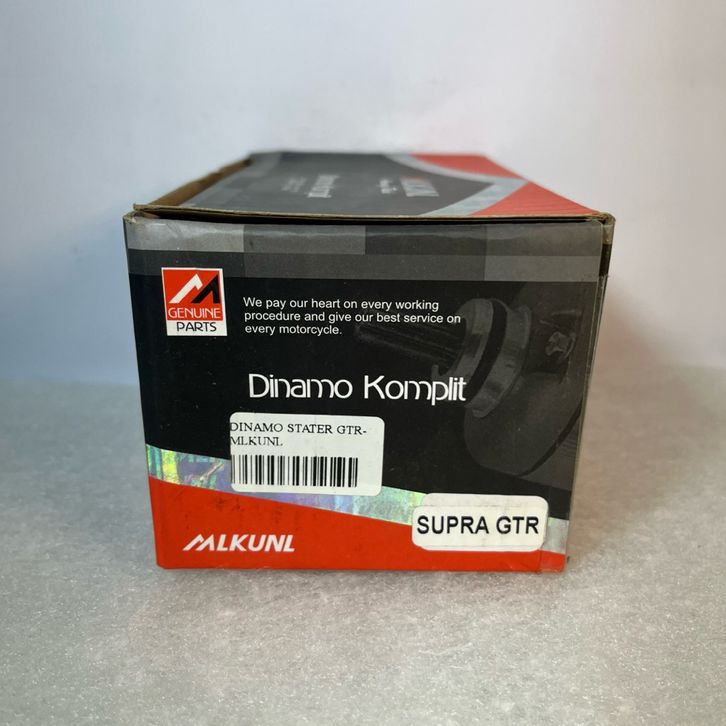 GENUINE
PARTS
We pay our heart on every working
procedure and give our best service on
every motorcycle.
Dinamo Komplit
DINAMO STATER GTR-
MLKUNL
MLKUNL
SUPRA GTR